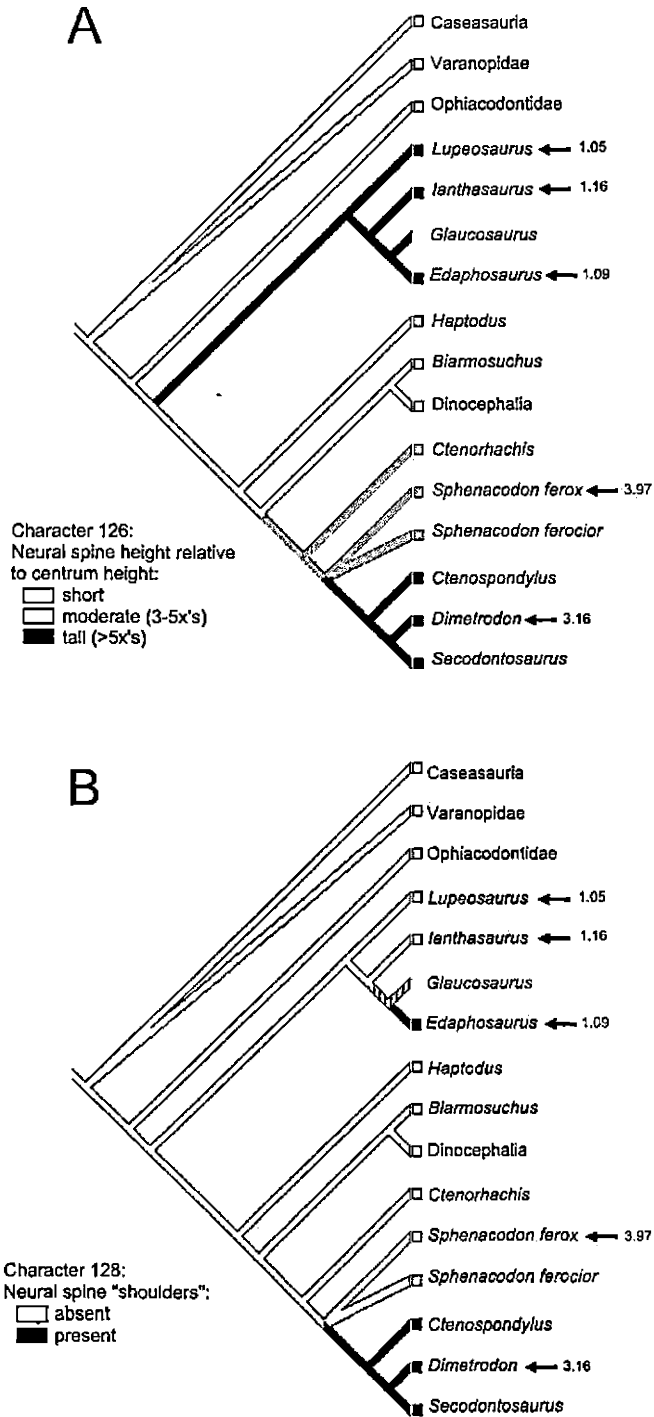 A
Caseasauria
Varanopidae
Ophiacodontidae
Lupeosaurus 1.05
Ianthasaurus 1.16
Glaucosaurus
Edaphosaurus 1.09
Haptodus
Biarmosuchus
Dinocephalia
Ctenorhachis
Sphenacodon ferox 3.97
Sphenacodon ferocior
Ctenospondylus
Dimetrodon 3.16
Secodontosaurus
Character 126:
Neural spine height relative
to centrum height:
short
moderate (3-5x's)
tall (>5x's)
B
Caseasauria
Varanopidae
Ophiacodontidae
Lupeosaurus 1.05
Ianthasaurus 1.16
Glaucosaurus
Edaphosaurus 1.09
Haptodus
Biarmosuchus
Dinocephalia
Ctenorhachis
Sphenacodon ferox 3.97
Sphenacodon ferocior
Ctenospondylus
Dimetrodon 3.16
Secodontosaurus
Character 128:
Neural spine "shoulders":
absent
present